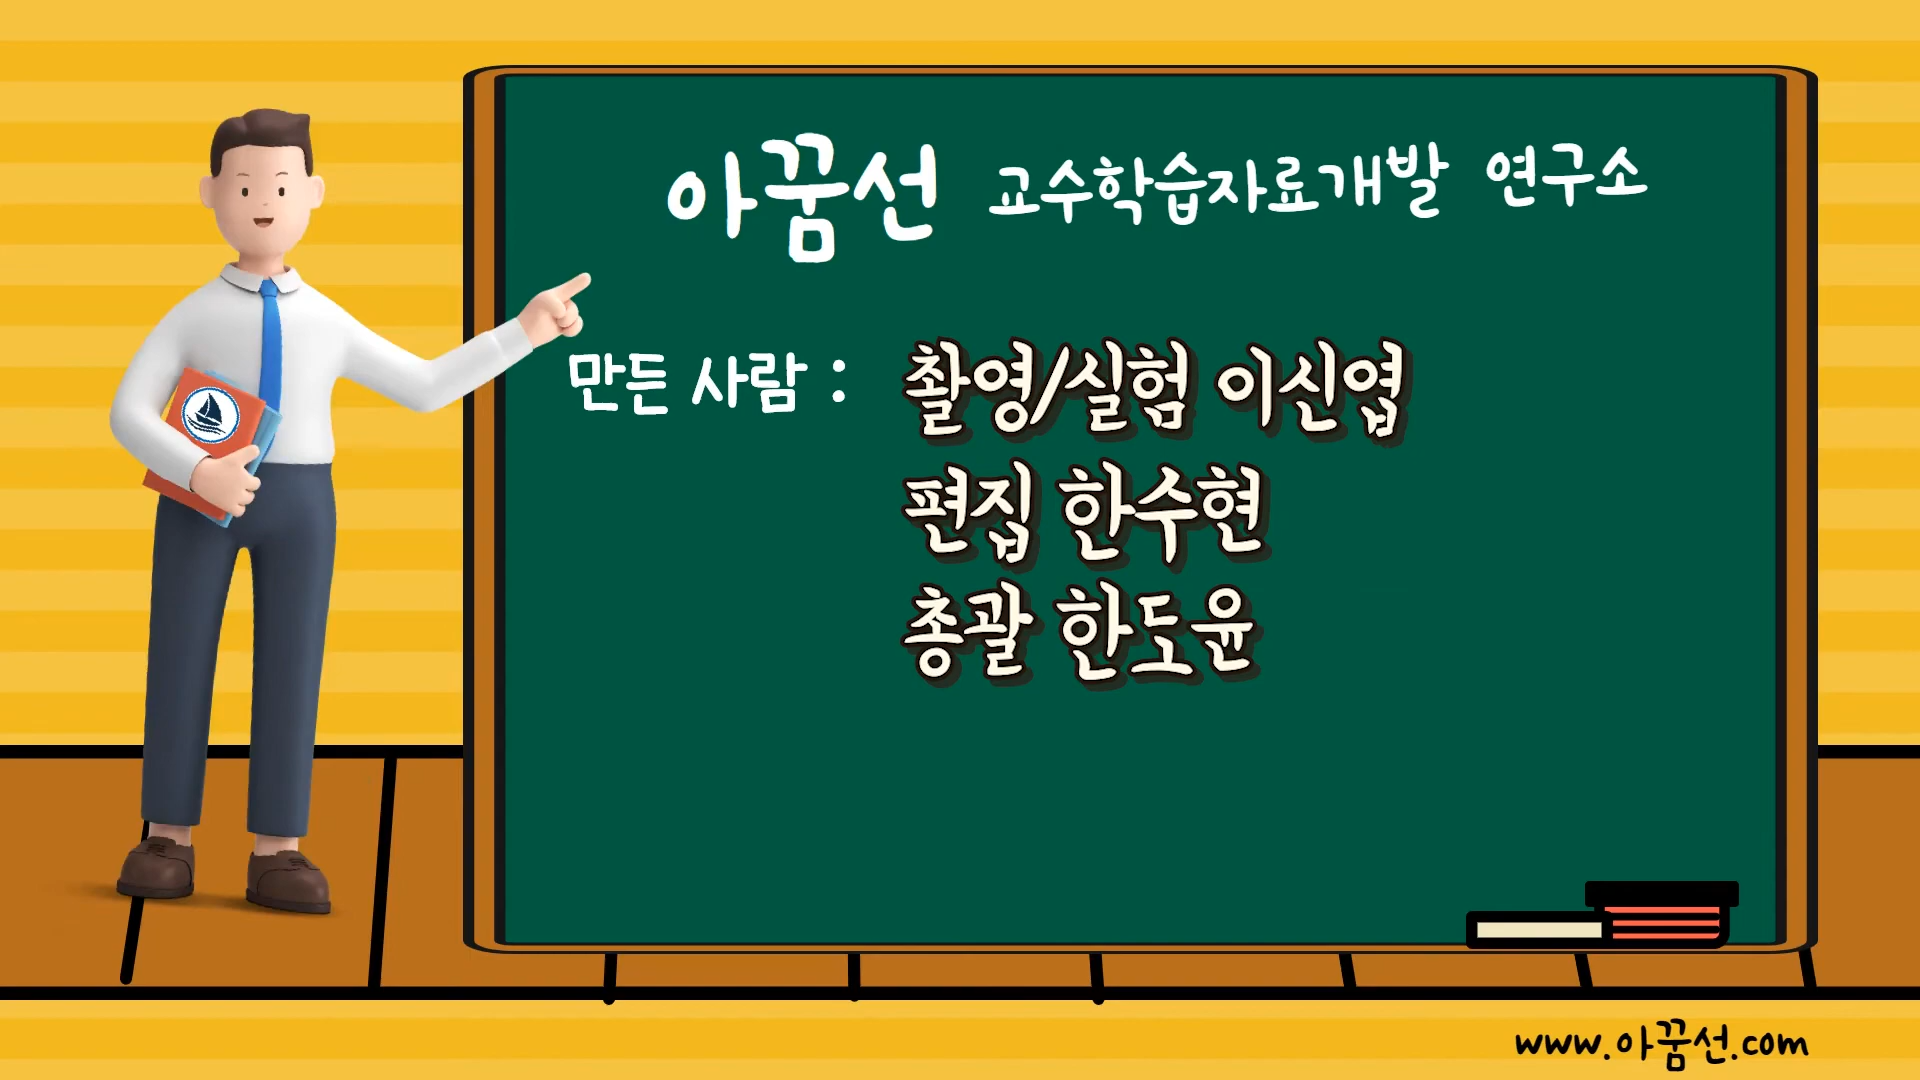 아꿈선 교수학습자료개발 연구소
만든 사람 : 촬영/실험 이신엽
편집 한수현
총괄 한도윤
www.아꿈선.com